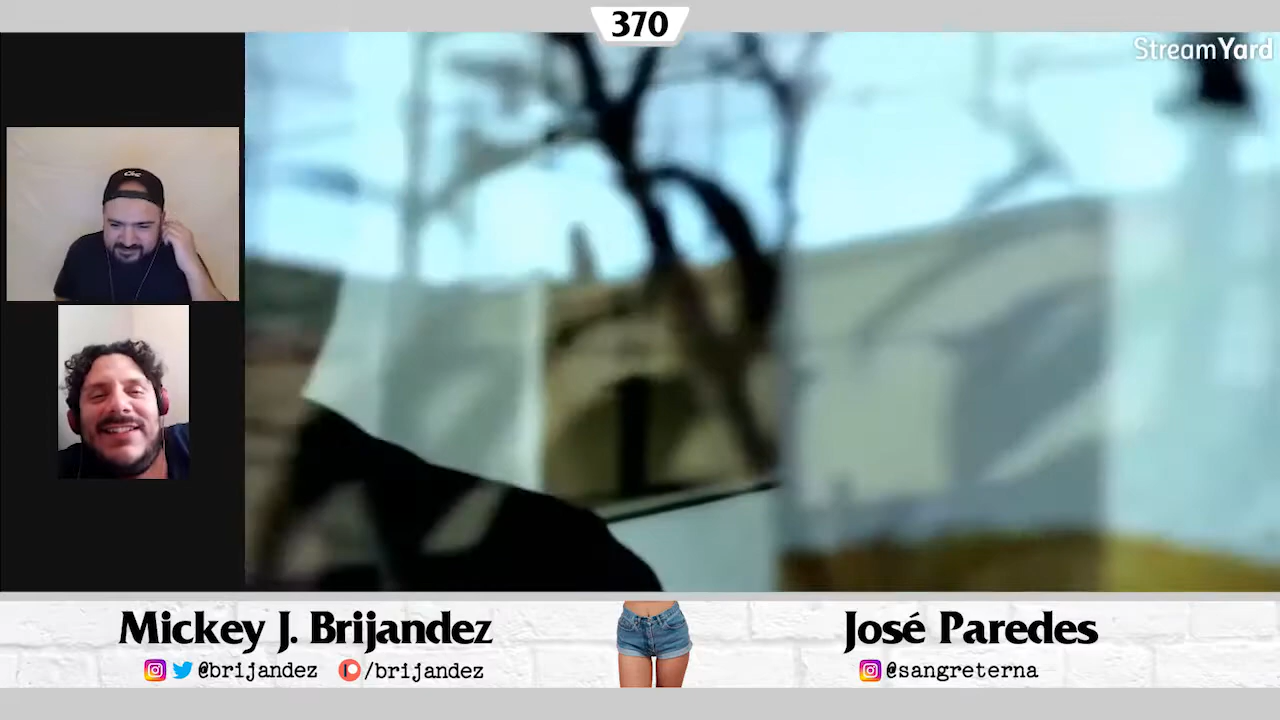 370
StreamYard
Mickey J. Brijandez
José Paredes
@brijandez /brijandez
@sangreterna